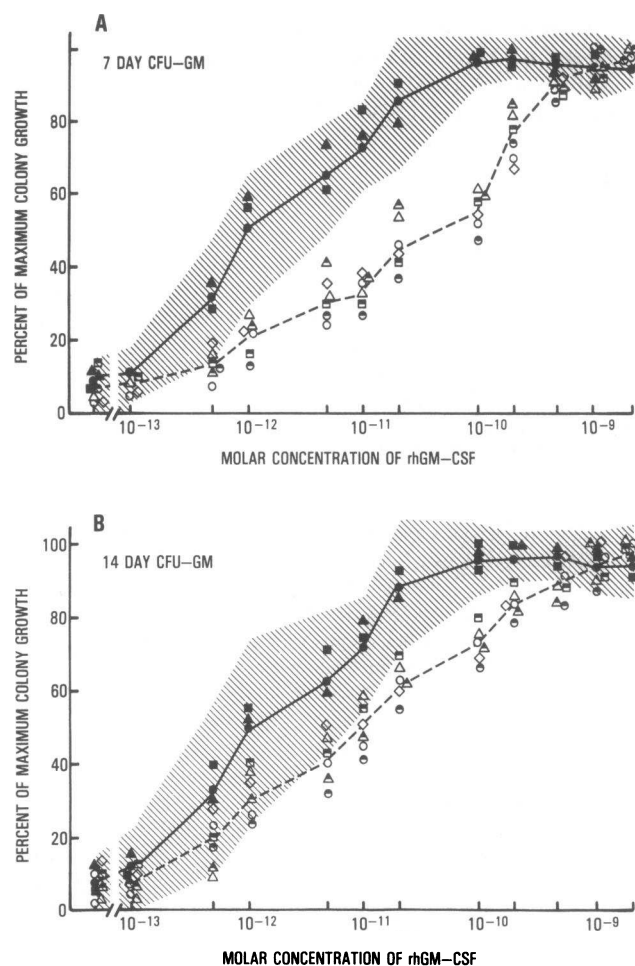 A
7 DAY CFU-GM
PERCENT OF MAXIMUM COLONY GROWTH
80
60
40
20
0
10-13
10-12
10-11
10-10
10-9
MOLAR CONCENTRATION OF rhGM-CSF
B
14 DAY CFU-GM
PERCENT OF MAXIMUM COLONY GROWTH
100
80
60
40
20
0
10-13
10-12
10-11
10-10
10-9
MOLAR CONCENTRATION OF rhGM-CSF